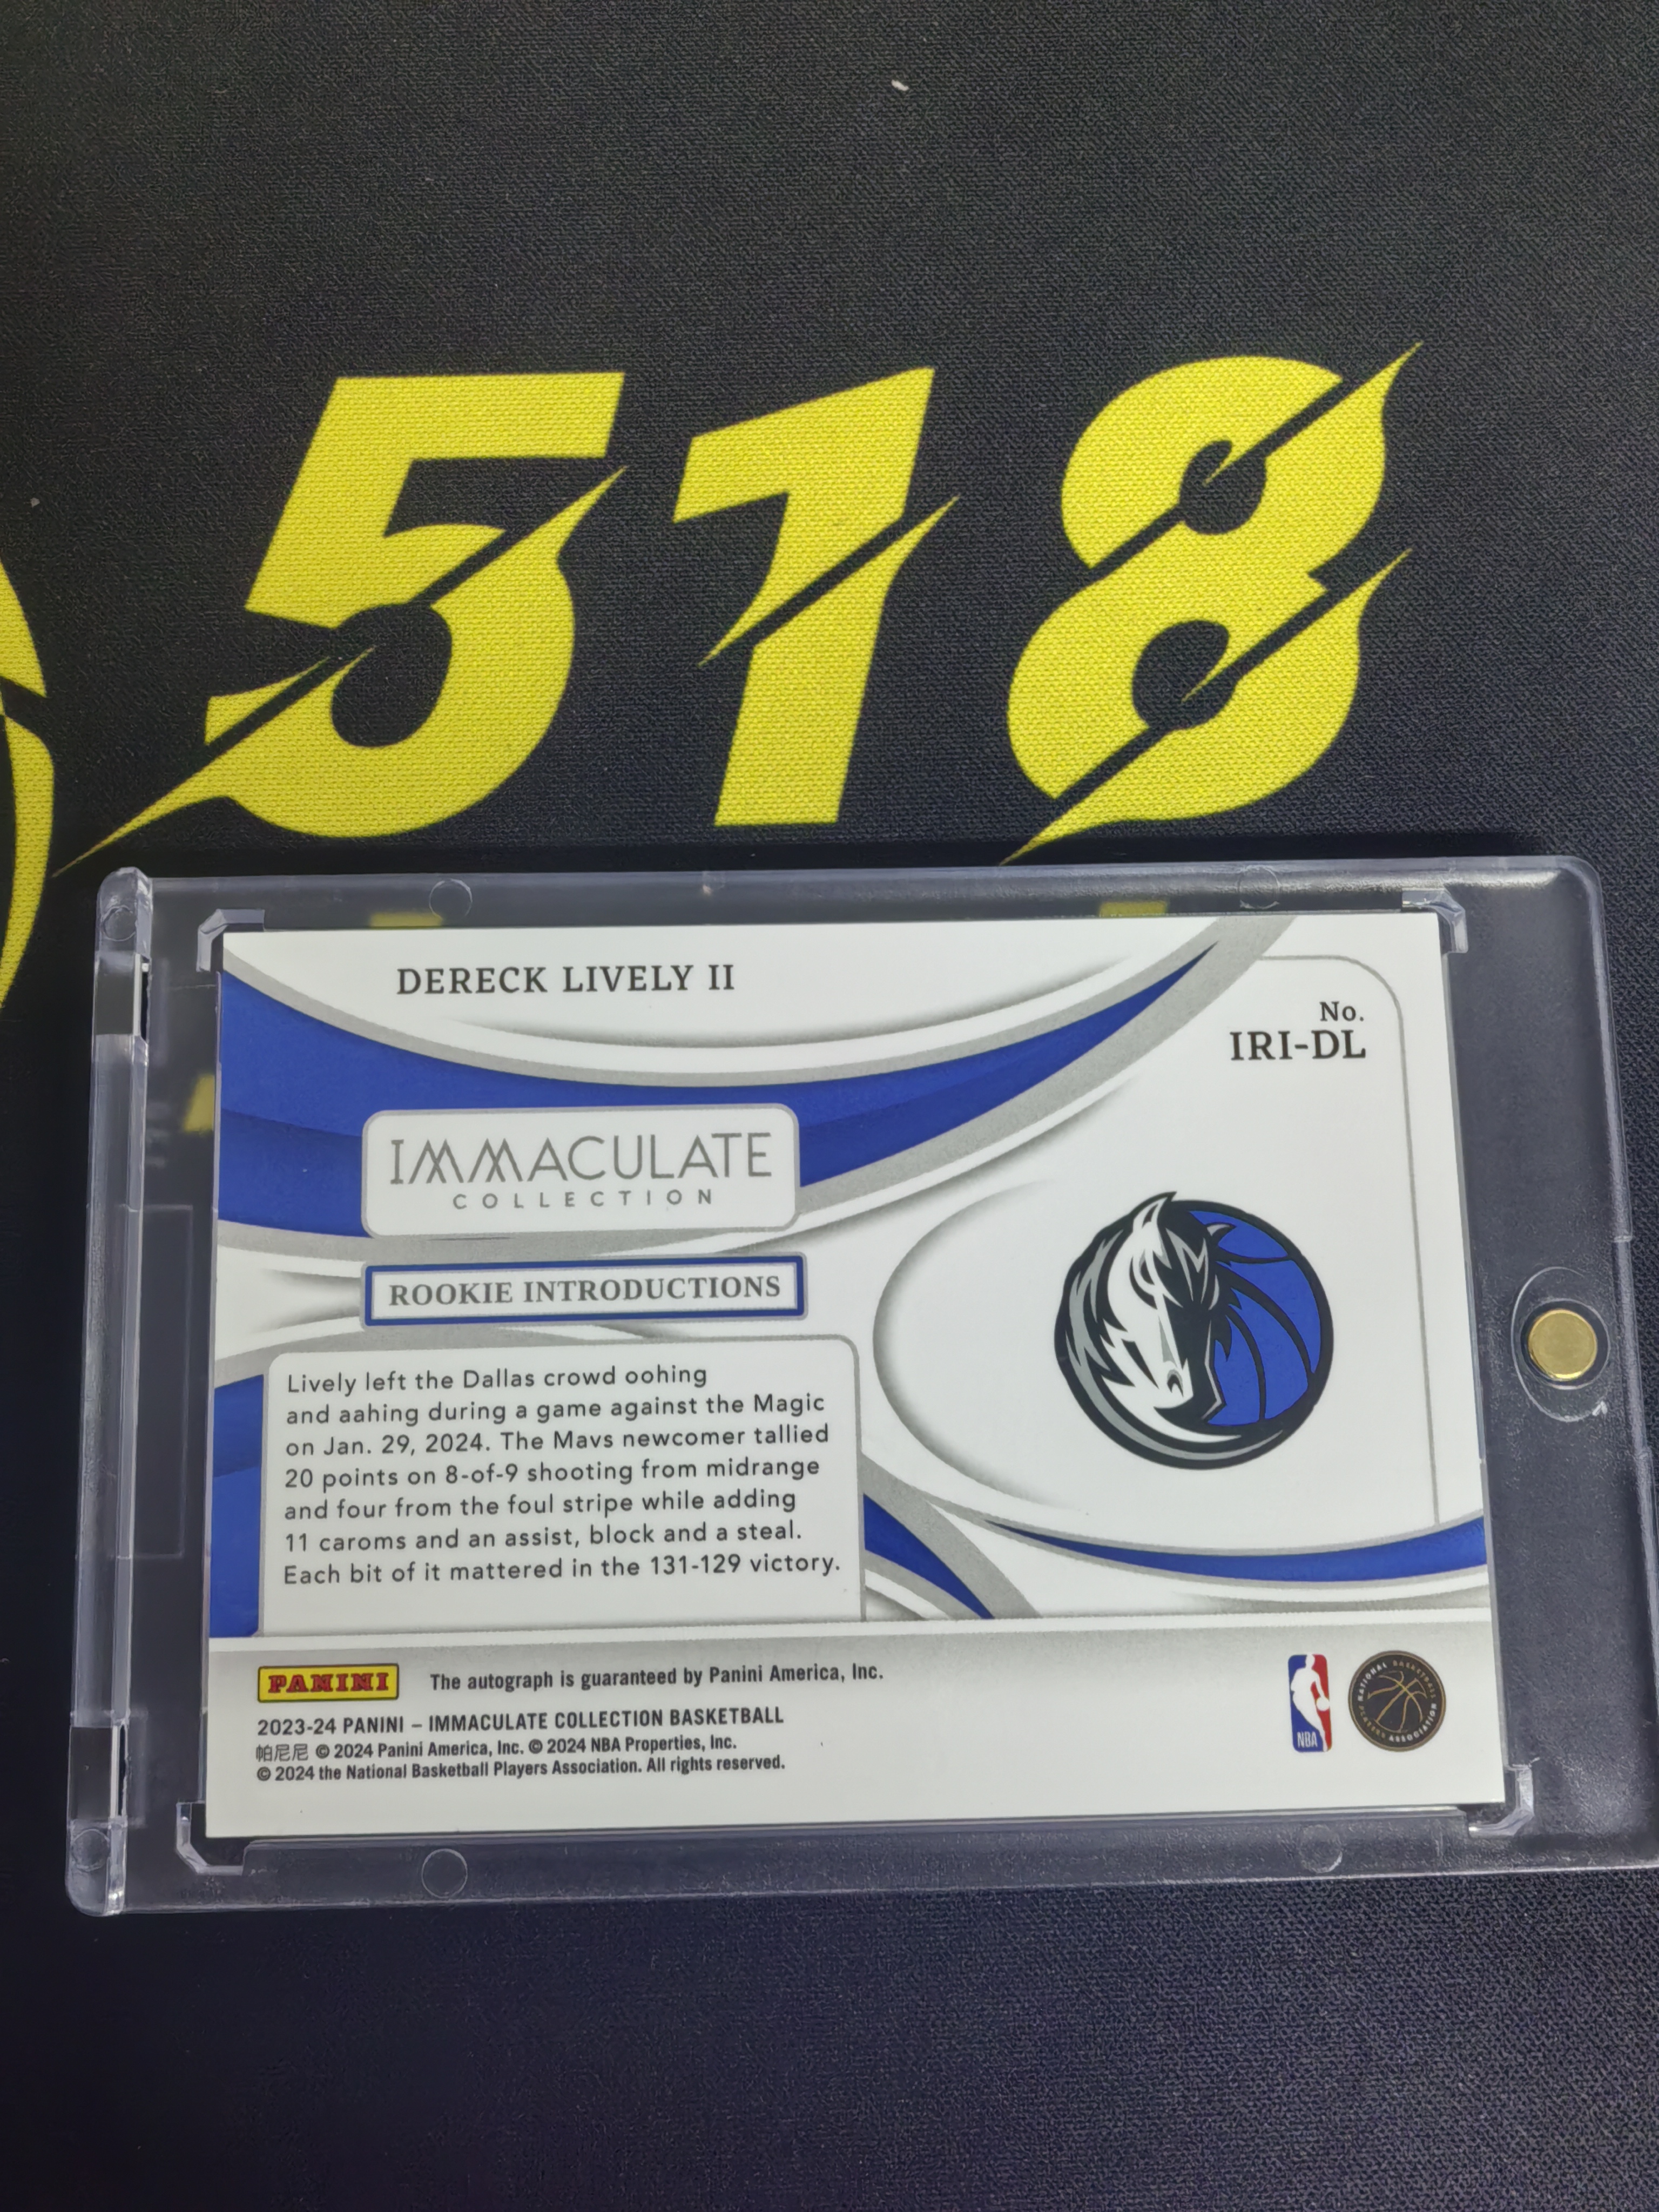 518
DERECK LIVELY II
No.
IRI-DL
IMMACULATE
COLLECTION
ROOKIE INTRODUCTIONS
Lively left the Dallas crowd oohing
and aahing during a game against the Magic
on Jan. 29, 2024. The Mavs newcomer tallied
20 points on 8-of-9 shooting from midrange
and four from the foul stripe while adding
11 caroms and an assist, block and a steal.
Each bit of it mattered in the 131-129 victory.
PANINI
The autograph is guaranteed by Panini America, Inc.
2023-24 PANINI – IMMACULATE COLLECTION BASKETBALL
帕尼尼 © 2024 Panini America, Inc. © 2024 NBA Properties, Inc.
© 2024 the National Basketball Players Association. All rights reserved.
NBA
NATIONAL BASKETBALL
PLAYERS ASSOCIATION